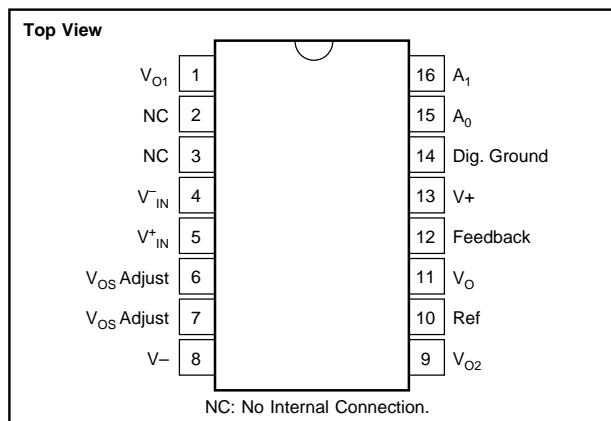 Top View
V_O1 1 16 A_1
NC 2 15 A_0
NC 3 14 Dig. Ground
V^–_IN 4 13 V+
V^+_IN 5 12 Feedback
V_OS Adjust 6 11 V_O
V_OS Adjust 7 10 Ref
V– 8 9 V_O2
NC: No Internal Connection.